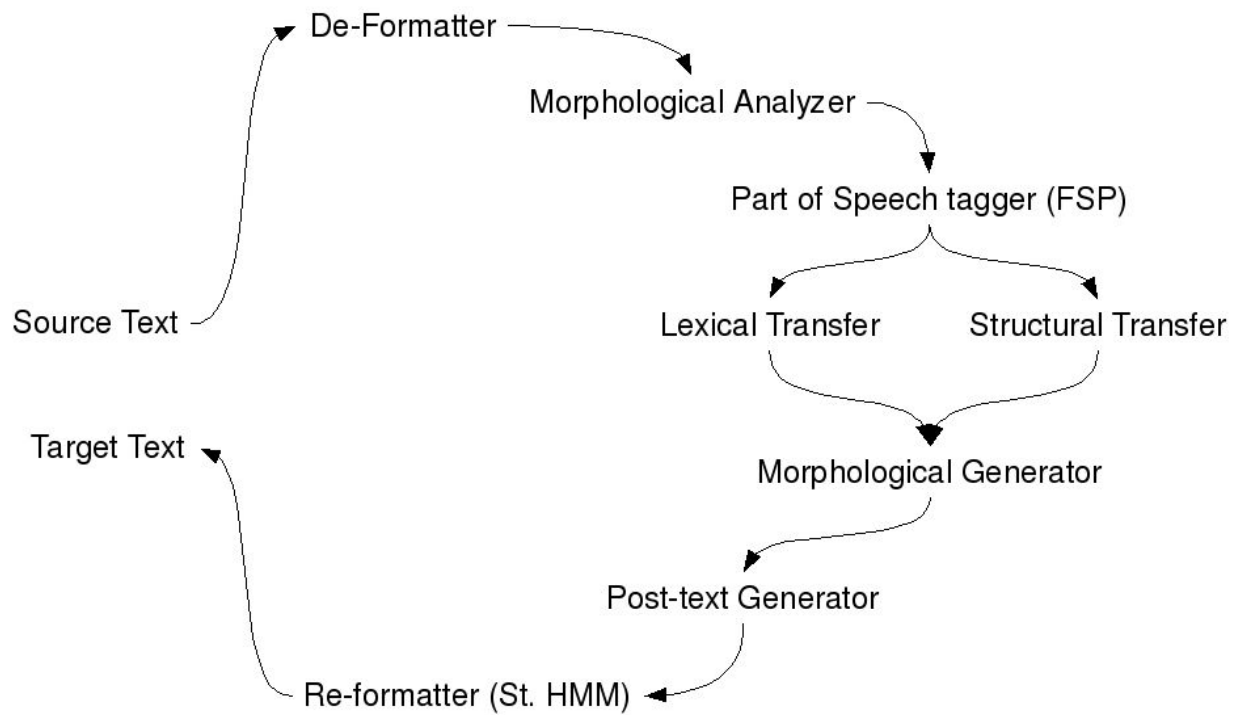 De-Formatter
Morphological Analyzer
Part of Speech tagger (FSP)
Source Text
Lexical Transfer
Structural Transfer
Target Text
Morphological Generator
Post-text Generator
Re-formatter (St. HMM)